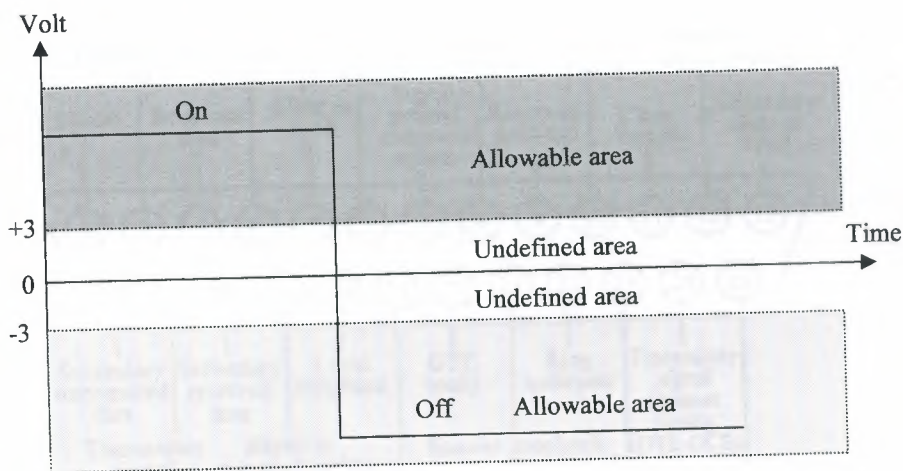 Volt
On
Allowable area
+3
Undefined area
Time
0
Undefined area
-3
Off
Allowable area